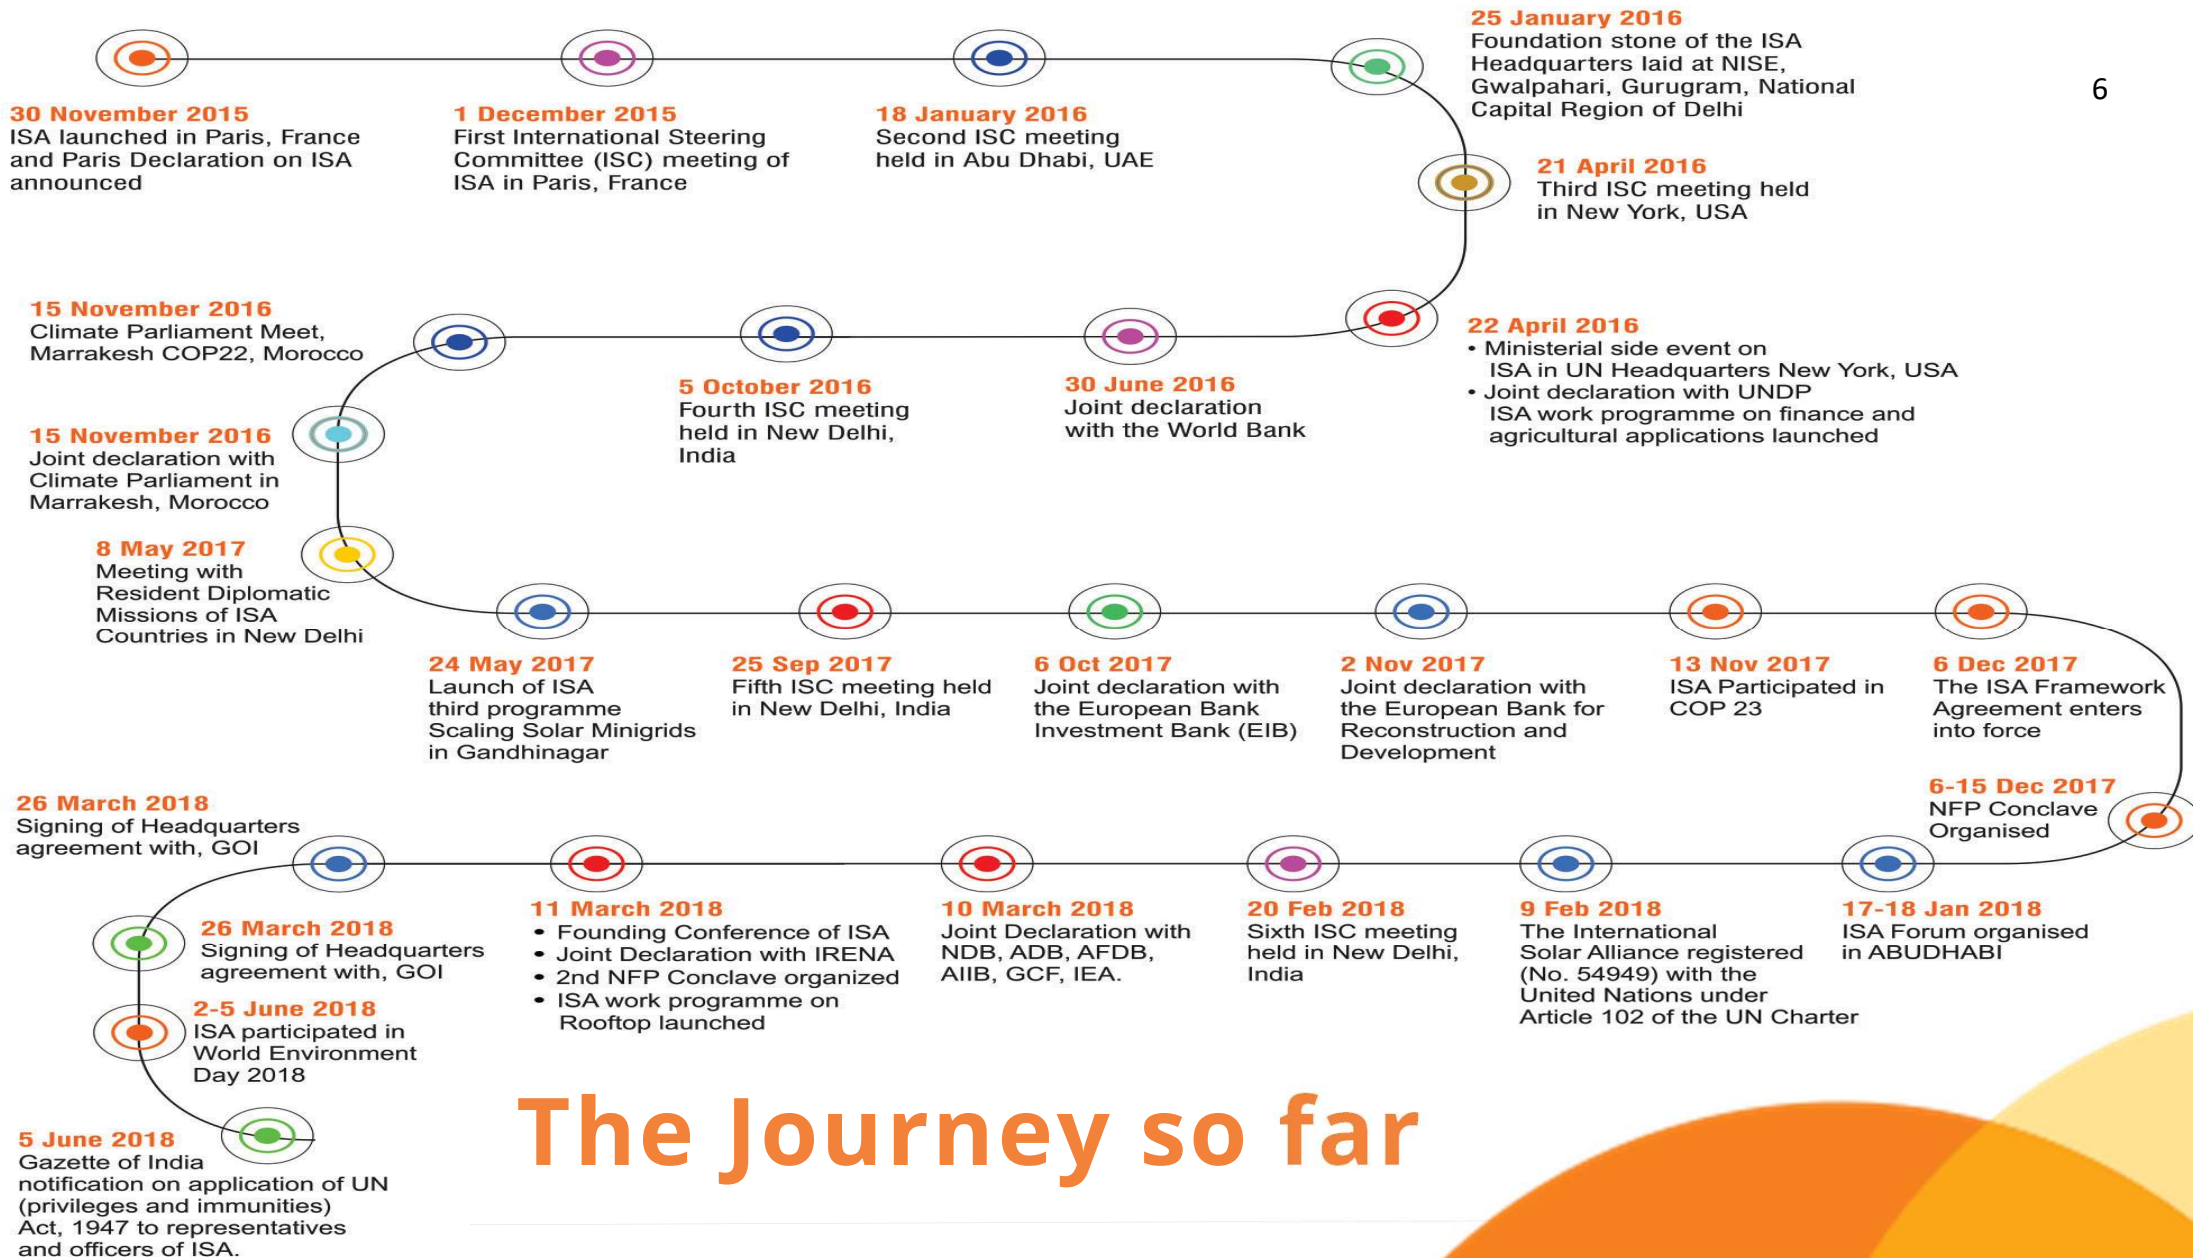 6
30 November 2015
ISA launched in Paris, France
and Paris Declaration on ISA
announced
1 December 2015
First International Steering
Committee (ISC) meeting of
ISA in Paris, France
18 January 2016
Second ISC meeting
held in Abu Dhabi, UAE
25 January 2016
Foundation stone of the ISA
Headquarters laid at NISE,
Gwalpahari, Gurugram, National
Capital Region of Delhi
21 April 2016
Third ISC meeting held
in New York, USA
22 April 2016
• Ministerial side event on
ISA in UN Headquarters New York, USA
• Joint declaration with UNDP
ISA work programme on finance and
agricultural applications launched
30 June 2016
Joint declaration
with the World Bank
5 October 2016
Fourth ISC meeting
held in New Delhi,
India
15 November 2016
Climate Parliament Meet,
Marrakesh COP22, Morocco
15 November 2016
Joint declaration with
Climate Parliament in
Marrakesh, Morocco
8 May 2017
Meeting with
Resident Diplomatic
Missions of ISA
Countries in New Delhi
24 May 2017
Launch of ISA
third programme
Scaling Solar Minigrids
in Gandhinagar
25 Sep 2017
Fifth ISC meeting held
in New Delhi, India
6 Oct 2017
Joint declaration with
the European Bank
Investment Bank (EIB)
2 Nov 2017
Joint declaration with
the European Bank for
Reconstruction and
Development
13 Nov 2017
ISA Participated in
COP 23
6 Dec 2017
The ISA Framework
Agreement enters
into force
6-15 Dec 2017
NFP Conclave
Organised
17-18 Jan 2018
ISA Forum organised
in ABUDHABI
9 Feb 2018
The International
Solar Alliance registered
(No. 54949) with the
United Nations under
Article 102 of the UN Charter
20 Feb 2018
Sixth ISC meeting
held in New Delhi,
India
10 March 2018
Joint Declaration with
NDB, ADB, AFDB,
AIIB, GCF, IEA.
11 March 2018
• Founding Conference of ISA
• Joint Declaration with IRENA
• 2nd NFP Conclave organized
• ISA work programme on
Rooftop launched
26 March 2018
Signing of Headquarters
agreement with, GOI
26 March 2018
Signing of Headquarters
agreement with, GOI
2-5 June 2018
ISA participated in
World Environment
Day 2018
5 June 2018
Gazette of India
notification on application of UN
(privileges and immunities)
Act, 1947 to representatives
and officers of ISA.
The Journey so far